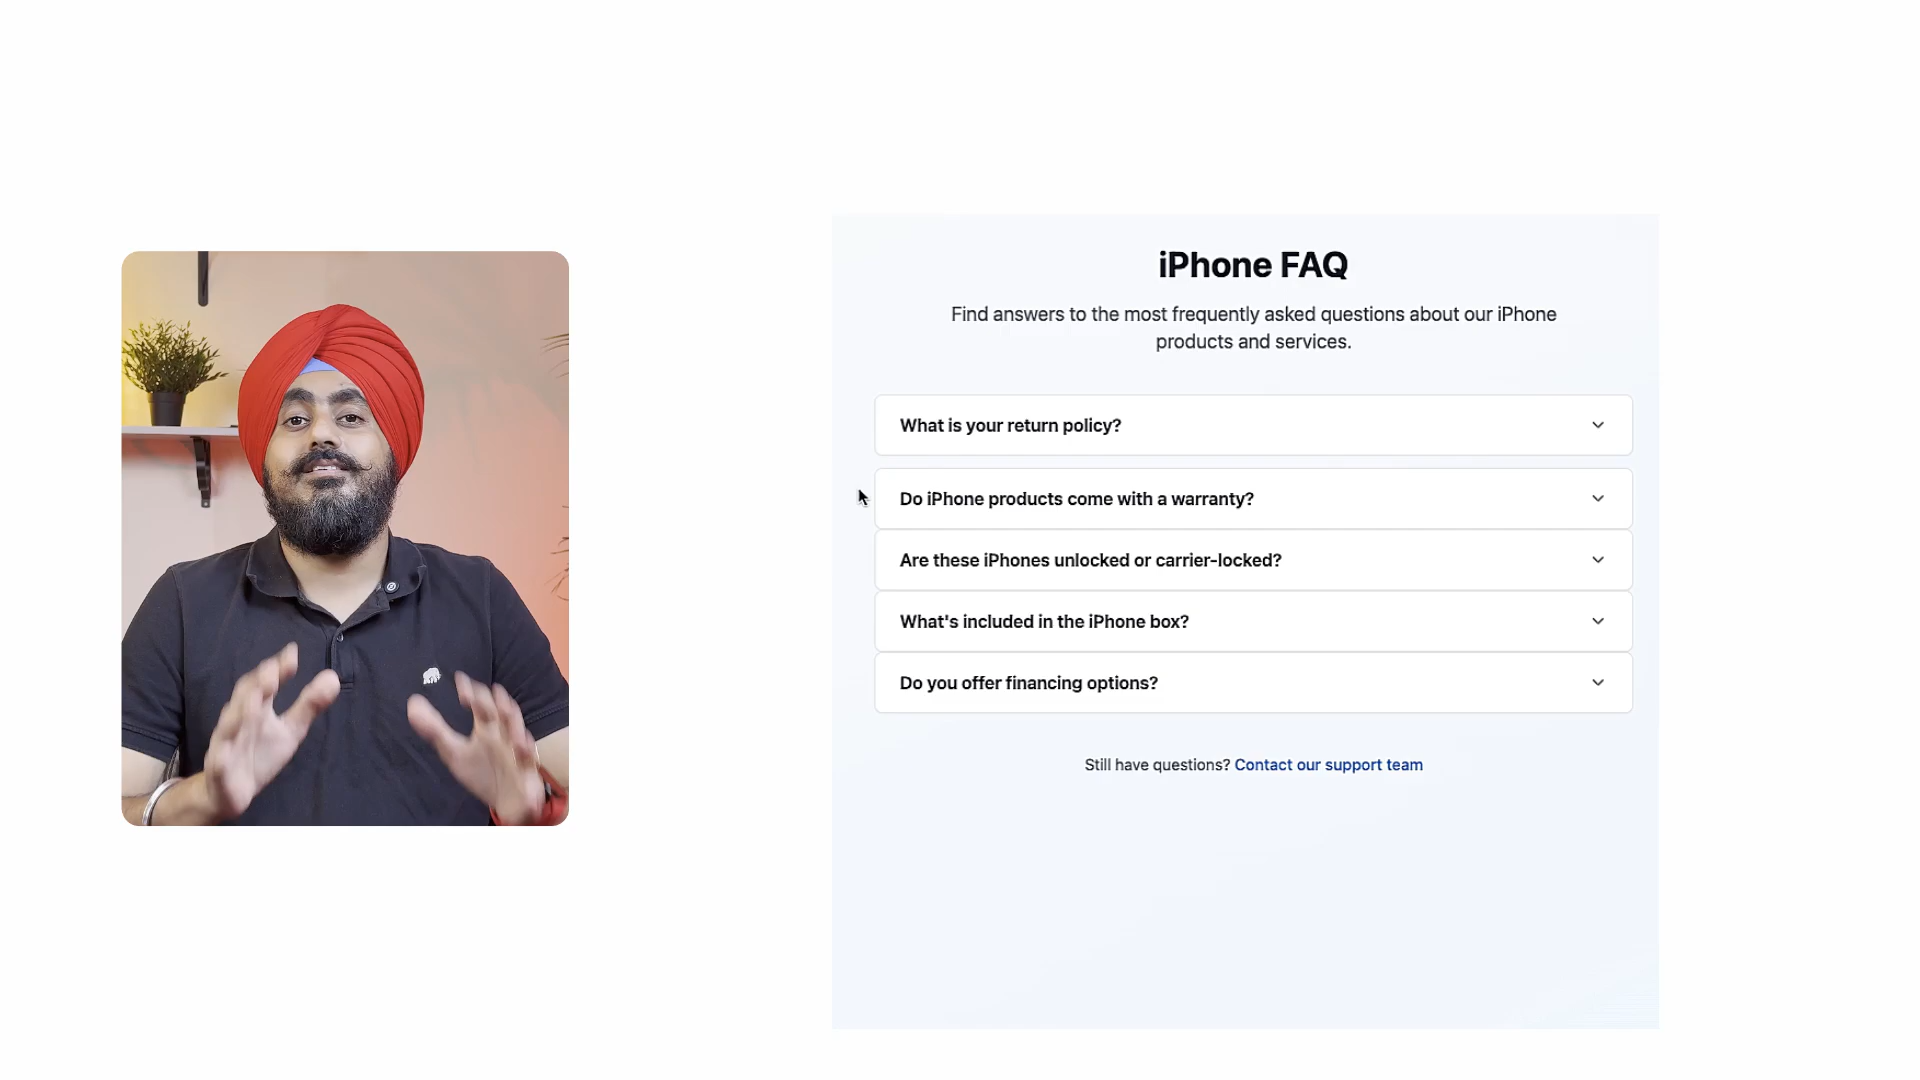 iPhone FAQ
Find answers to the most frequently asked questions about our iPhone
products and services.
What is your return policy?
Do iPhone products come with a warranty?
Are these iPhones unlocked or carrier-locked?
What's included in the iPhone box?
Do you offer financing options?
Still have questions? Contact our support team